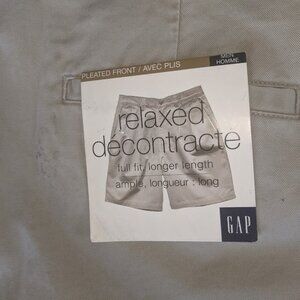 PLEATED FRONT / AVEC PLIS
MEN
HOMME
relaxed
decontracte
full fit, longer length
ample, longueur : long
GAP